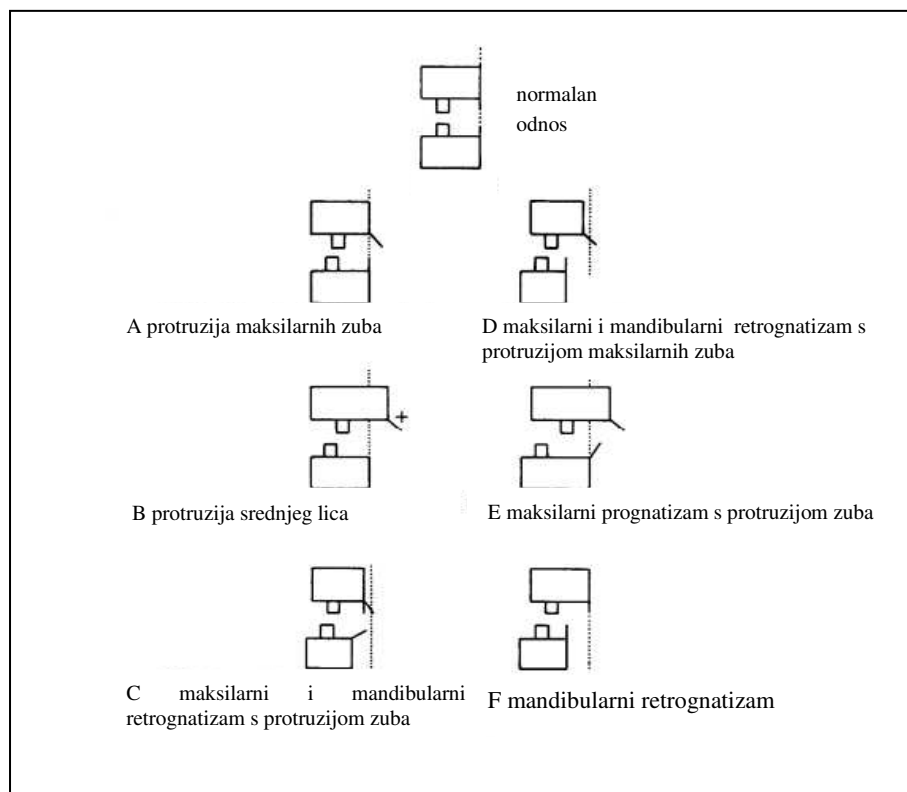 normalan
odnos
A protruzija maksilarnih zuba
D maksilarni i mandibularni retrognatizam s
protruzijom maksilarnih zuba
+
B protruzija srednjeg lica
E maksilarni prognatizam s protruzijom zuba
C maksilarni i mandibularni
retrognatizam s protruzijom zuba
F mandibularni retrognatizam